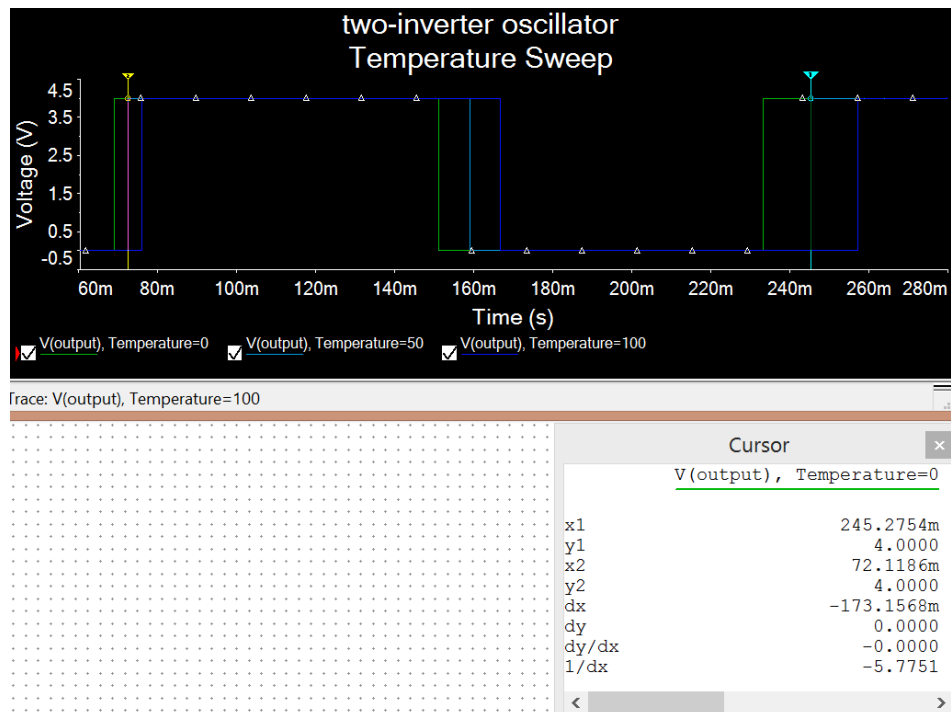 two-inverter oscillator
Temperature Sweep
Voltage (V)
4.5
3.5
2.5
1.5
0.5
-0.5
60m 80m 100m 120m 140m 160m 180m 200m 220m 240m 260m 280m
Time (s)
V(output), Temperature=0 V(output), Temperature=50 V(output), Temperature=100
Trace: V(output), Temperature=100
Cursor
V(output), Temperature=0
x1 245.2754m
y1 4.0000
x2 72.1186m
y2 4.0000
dx -173.1568m
dy 0.0000
dy/dx -0.0000
1/dx -5.7751